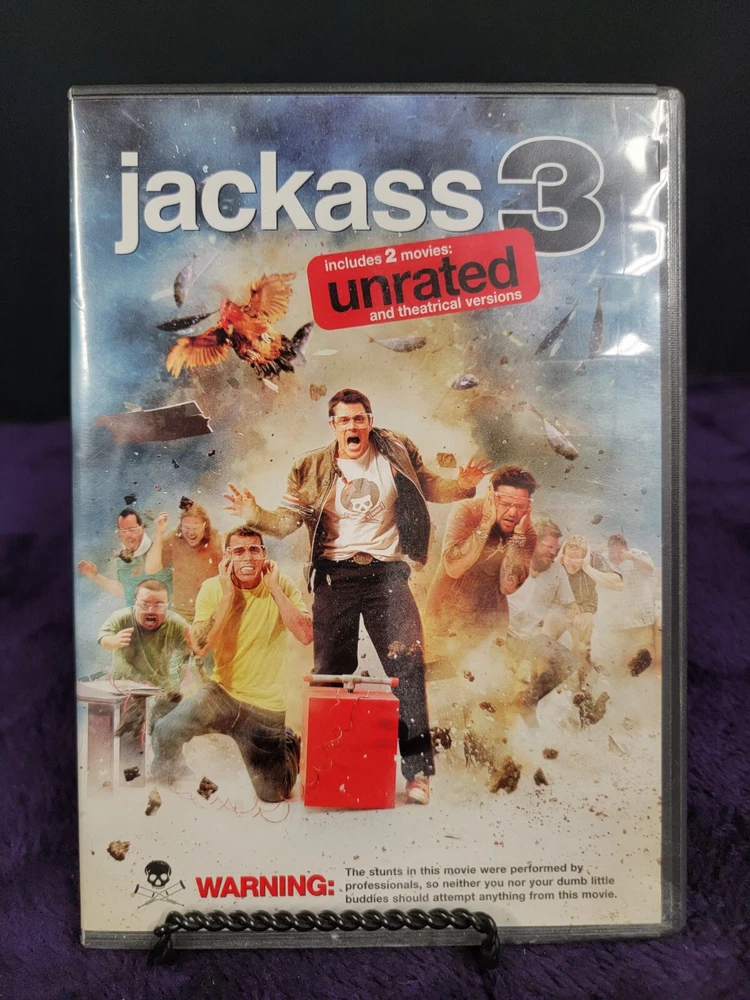 jackass 3
includes 2 movies:
unrated
and theatrical versions
WARNING:
The stunts in this movie were performed by
professionals, so neither you nor your dumb little
buddies should attempt anything from this movie.